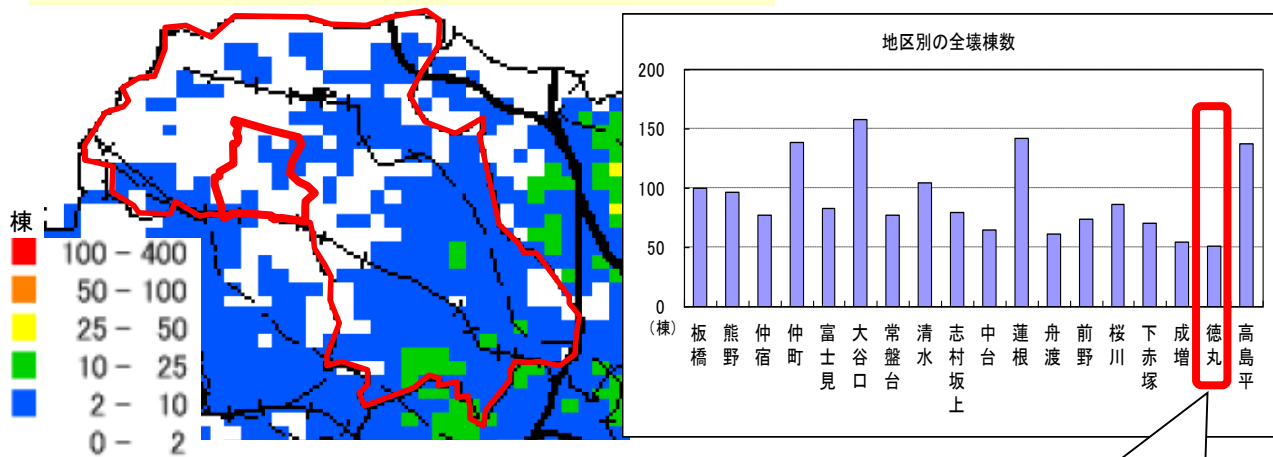 棟
100 - 400
50 - 100
25 - 50
10 - 25
2 - 10
0 - 2
地区別の全壊棟数
200
150
100
50
0
(棟)
板橋
熊野
仲宿
仲町
富士見
大谷口
常盤台
清水
志村坂上
中台
蓮根
舟渡
前野
桜川
下赤塚
成増
徳丸
高島平